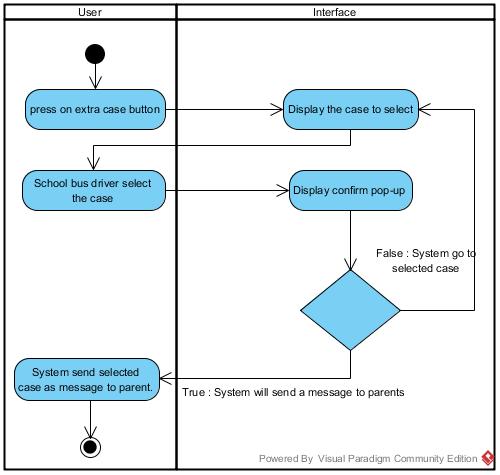 User
Interface
press on extra case button
Display the case to select
School bus driver select
the case
Display confirm pop-up
False : System go to
selected case
System send selected
case as message to parent.
True : System will send a message to parents
Powered By Visual Paradigm Community Edition